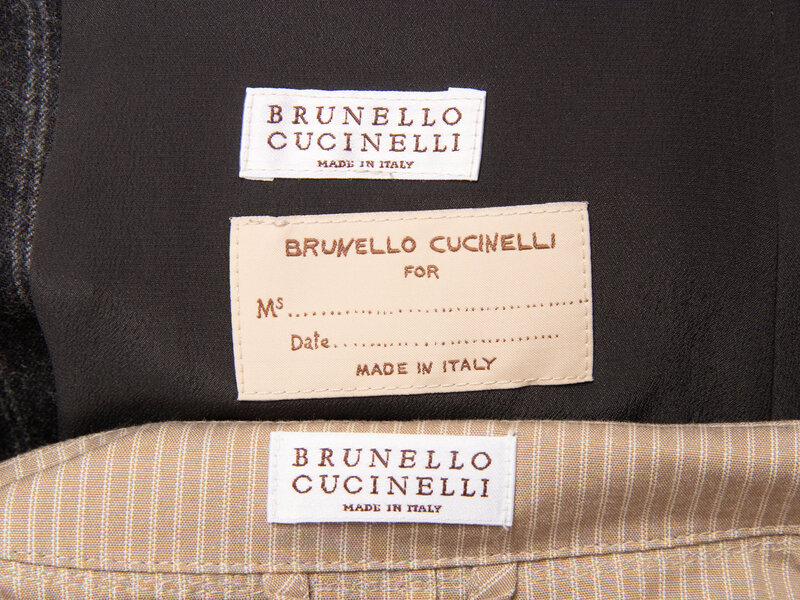 BRUNELLO
CUCINELLI
MADE IN ITALY
BRUNELLO CUCINELLI
FOR
Ms..........................................
Date................................
MADE IN ITALY
BRUNELLO
CUCINELLI
MADE IN ITALY